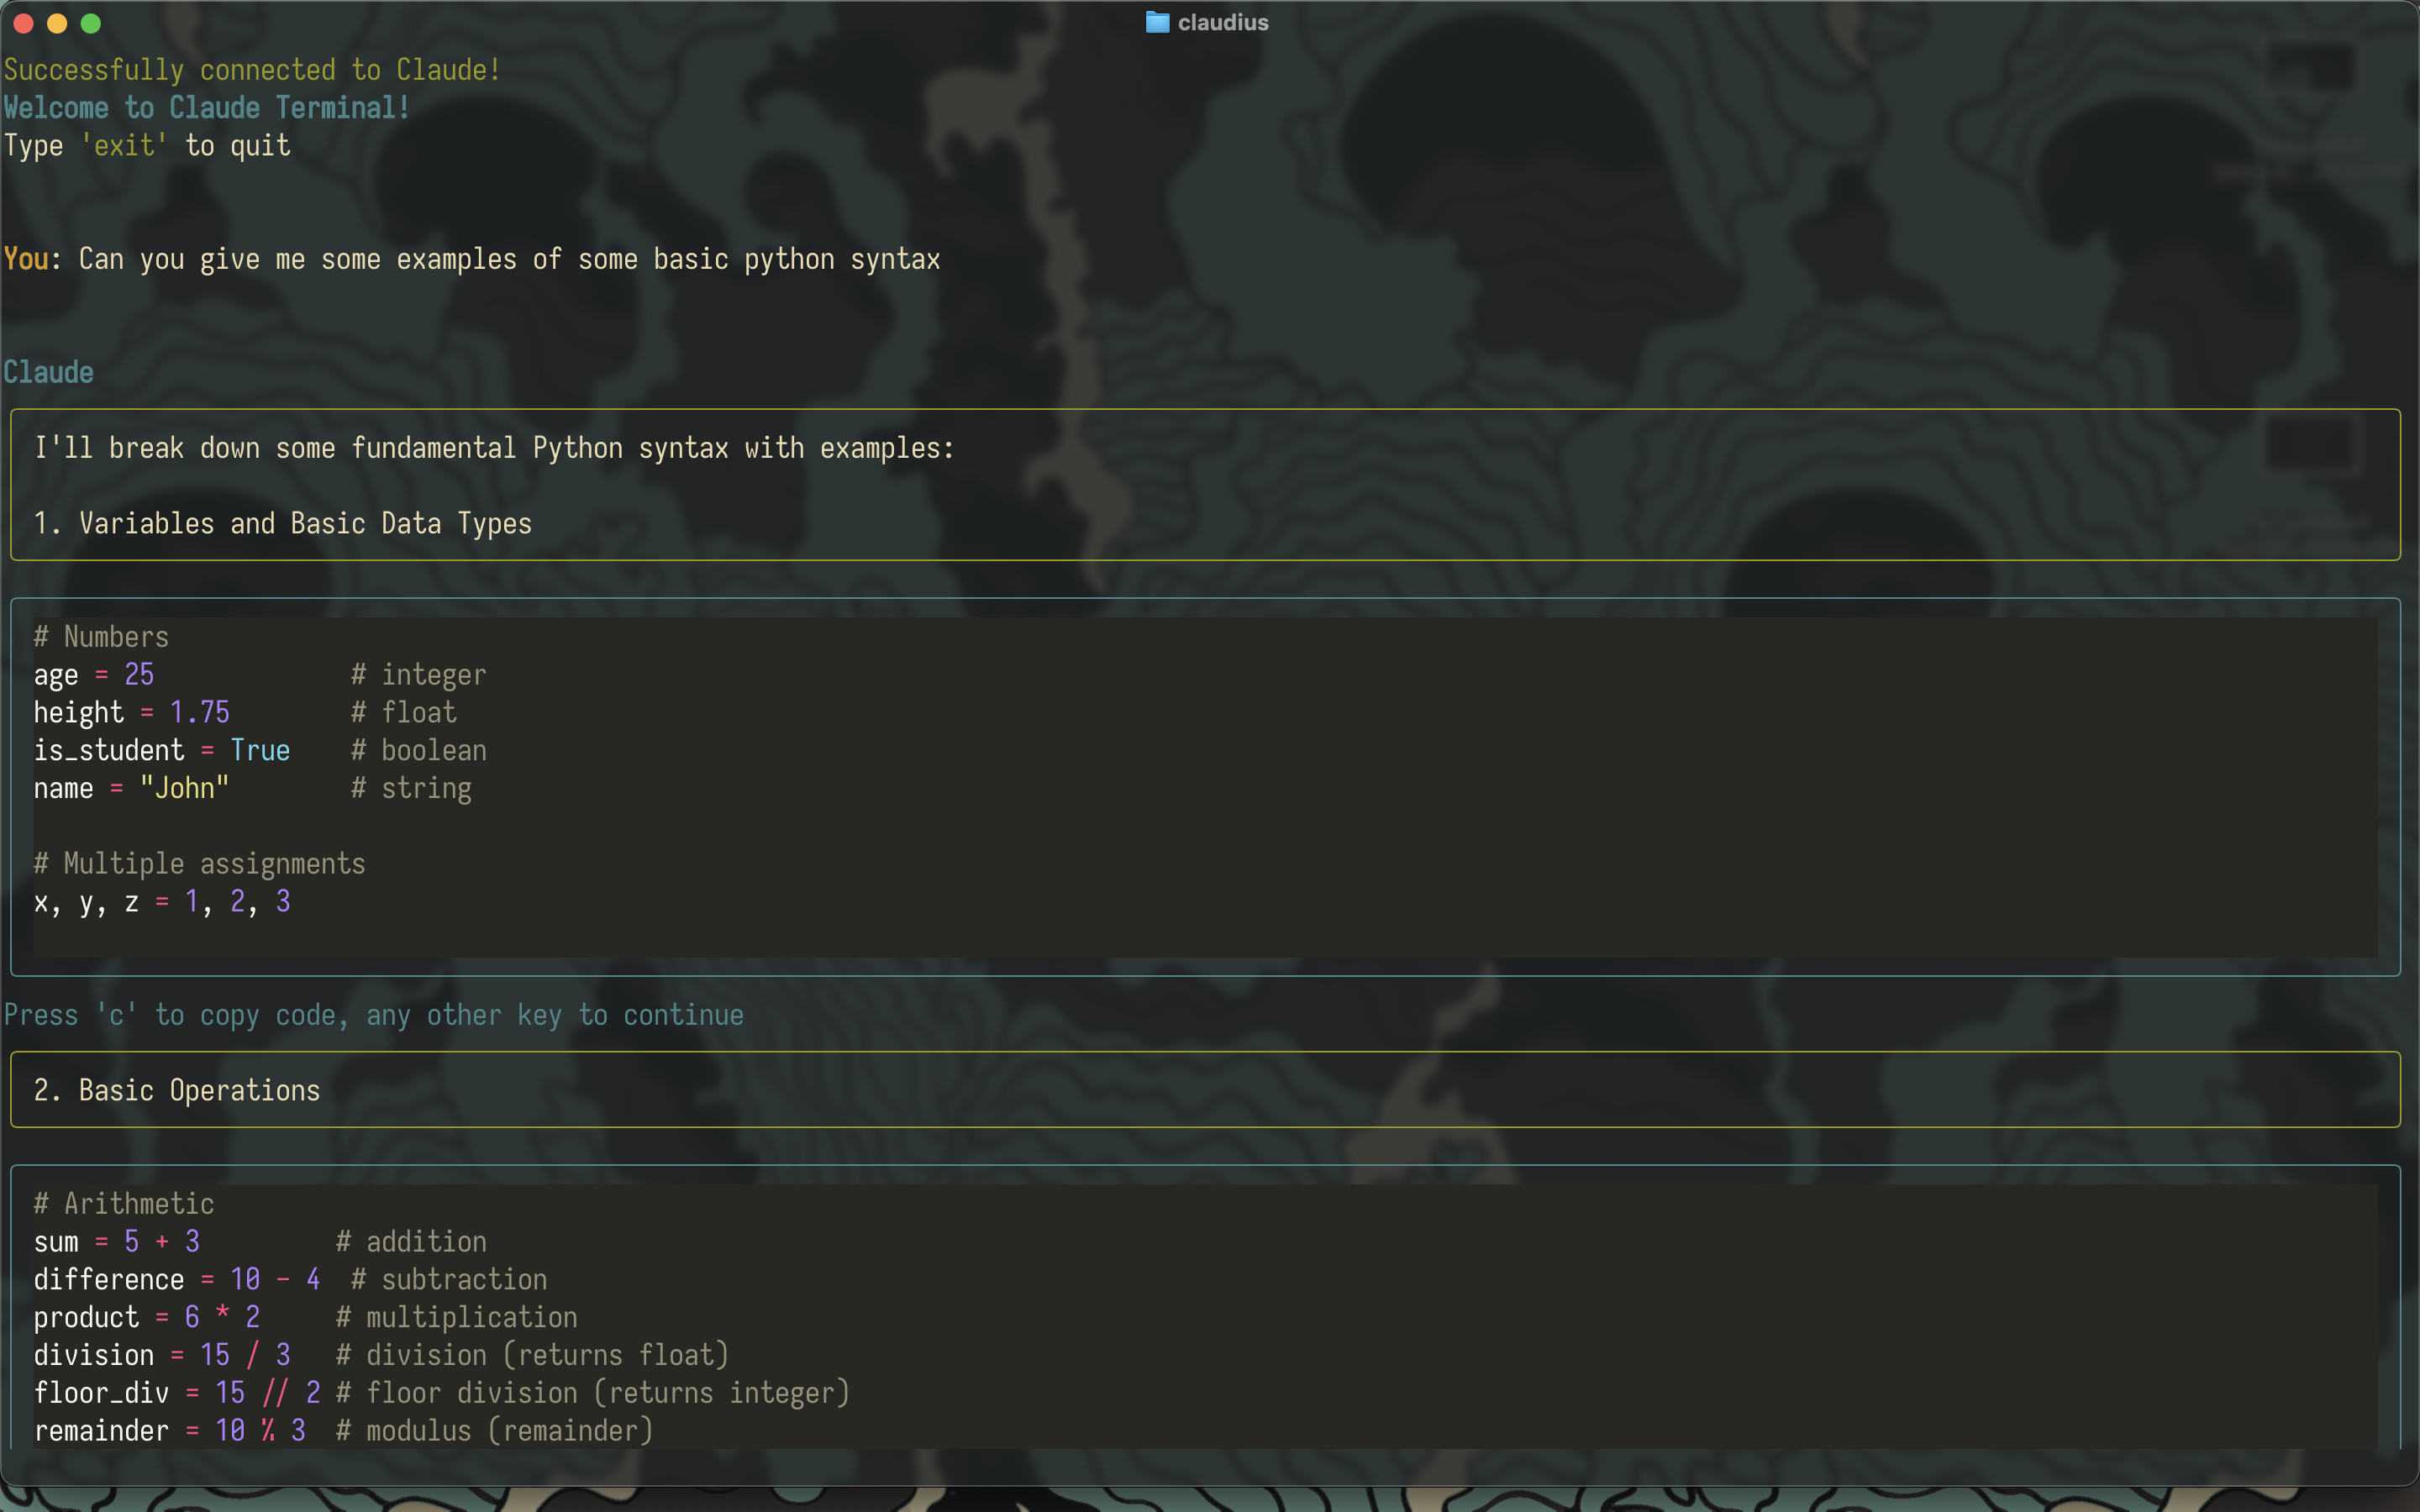 claudius
Successfully connected to Claude!
Welcome to Claude Terminal!
Type 'exit' to quit
You: Can you give me some examples of some basic python syntax
Claude
I'll break down some fundamental Python syntax with examples:
1. Variables and Basic Data Types
# Numbers
age = 25             # integer
height = 1.75        # float
is_student = True    # boolean
name = "John"        # string
# Multiple assignments
x, y, z = 1, 2, 3
Press 'c' to copy code, any other key to continue
2. Basic Operations
# Arithmetic
sum = 5 + 3         # addition
difference = 10 - 4  # subtraction
product = 6 * 2     # multiplication
division = 15 / 3   # division (returns float)
floor_div = 15 // 2 # floor division (returns integer)
remainder = 10 % 3  # modulus (remainder)